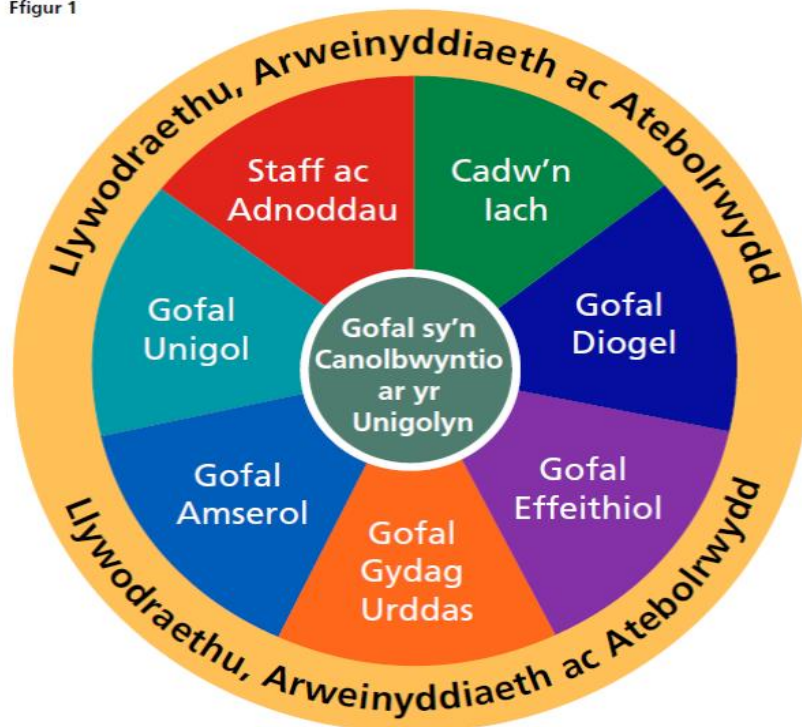 Ffigur 1
Llywodraethu, Arweinyddiaeth ac Atebolrwydd
Staff ac
Adnoddau
Cadw'n
Iach
Gofal
Diogel
Gofal
Effeithiol
Gofal
Gydag
Urddas
Gofal
Amserol
Gofal
Unigol
Gofal sy'n
Canolbwyntio
ar yr
Unigolyn
Llywodraethu, Arweinyddiaeth ac Atebolrwydd